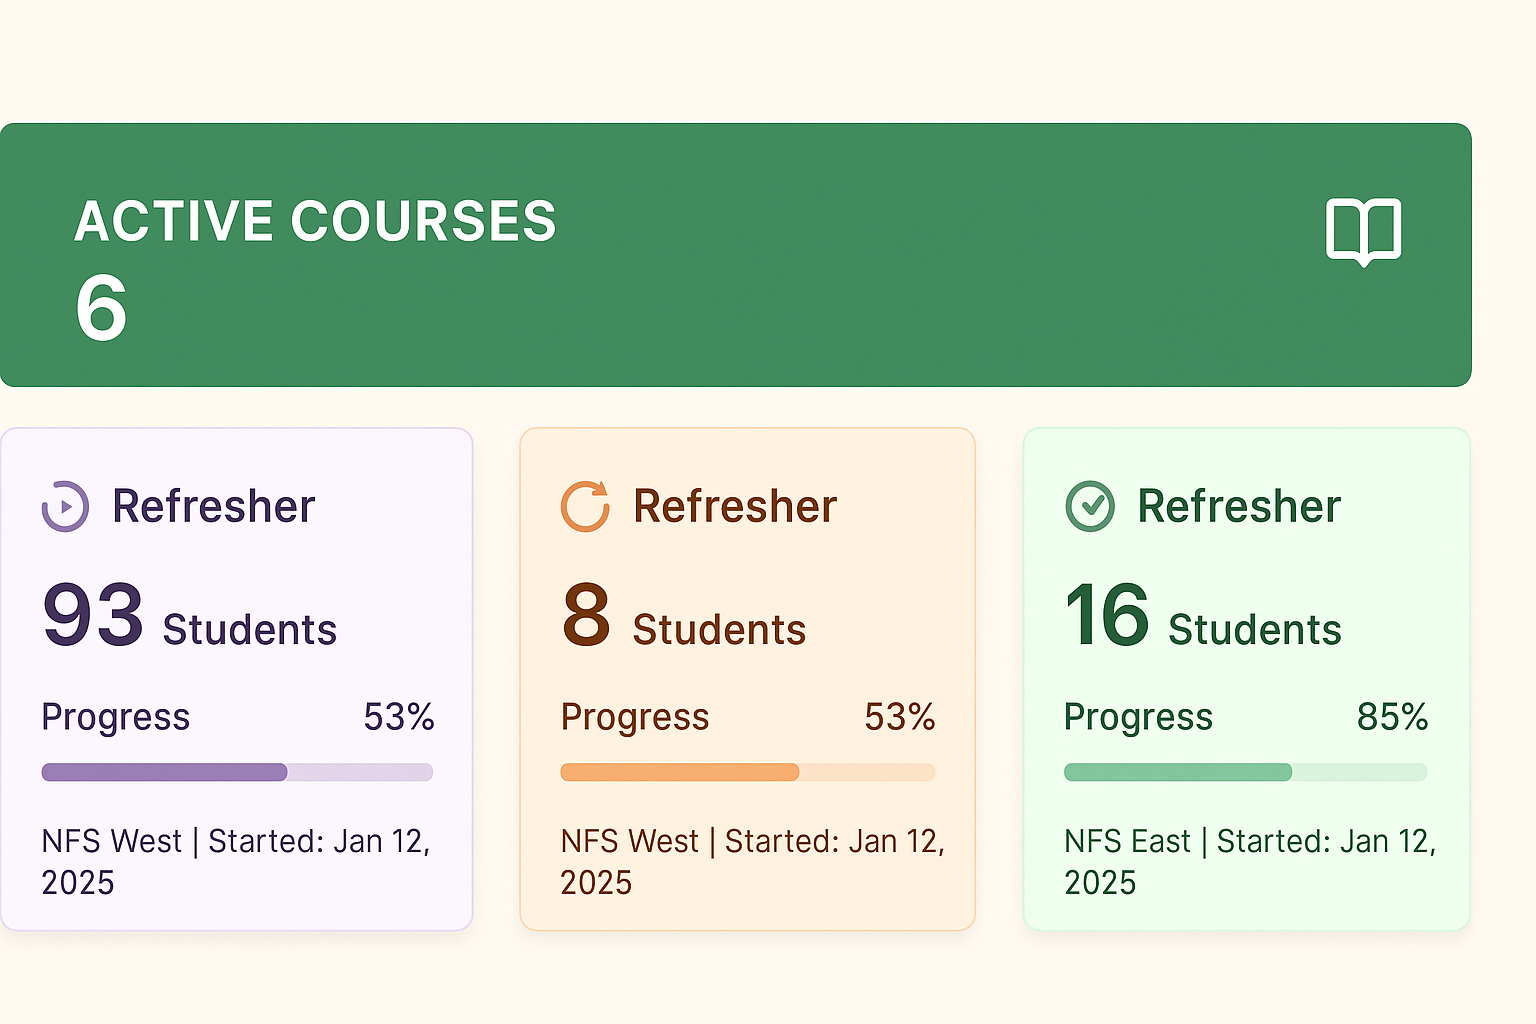 ACTIVE COURSES
6
Refresher
93 Students
Progress 53%
NFS West | Started: Jan 12,
2025
Refresher
8 Students
Progress 53%
NFS West | Started: Jan 12,
2025
Refresher
16 Students
Progress 85%
NFS East | Started: Jan 12,
2025